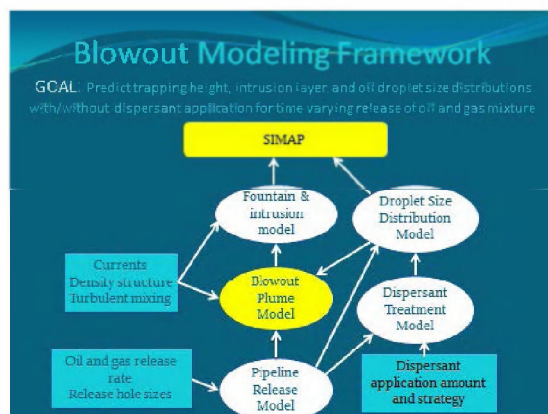 Blowout Modeling Framework
GOAL: Predict trapping height, intrusion layer, and oil droplet size distributions
with/without dispersant application for time varying release of oil and gas mixture
SIMAP
Fountain &
intrusion
model
Droplet Size
Distribution
Model
Currents
Density structure
Turbulent mixing
Blowout
Plume
Model
Dispersant
Treatment
Model
Oil and gas release
rate
Release hole sizes
Pipeline
Release
Model
Dispersant
application amount
and strategy